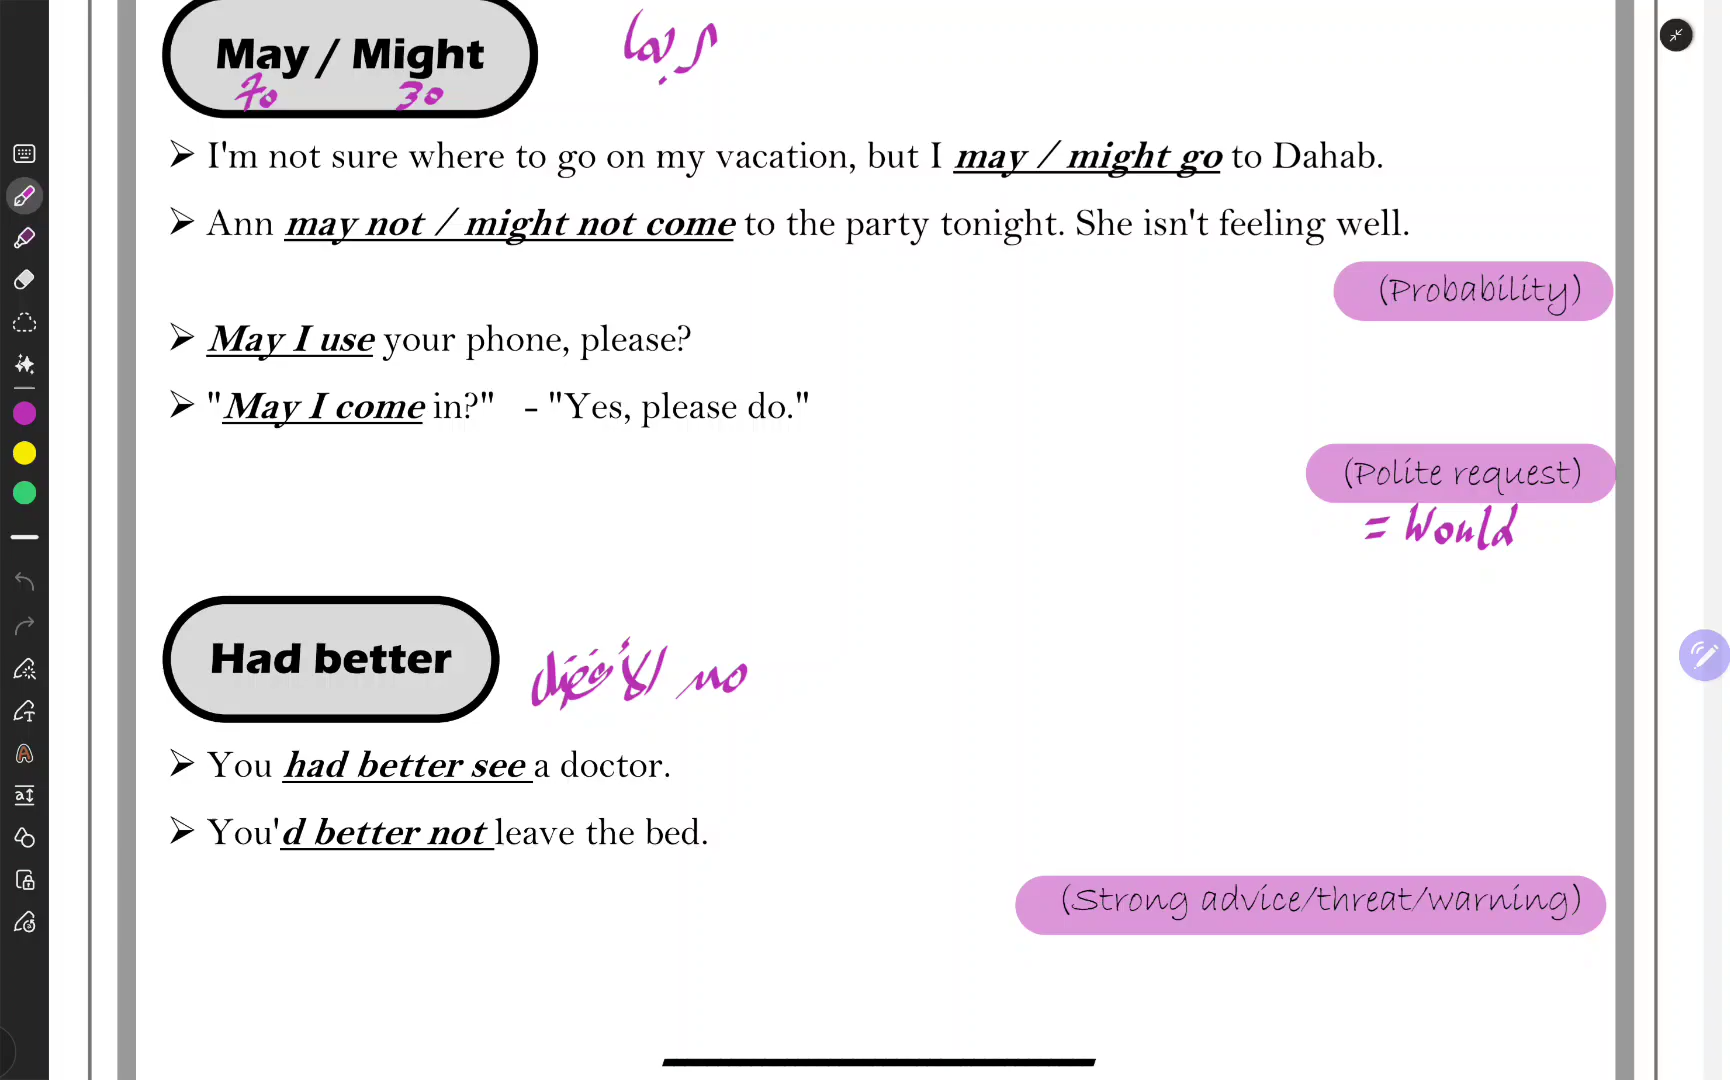 May / Might ربما
70 30
➢ I'm not sure where to go on my vacation, but I may / might go to Dahab.
➢ Ann may not / might not come to the party tonight. She isn't feeling well.
(Probability)
➢ May I use your phone, please?
➢ "May I come in?" - "Yes, please do."
(Polite request)
= Would
Had better من الأفضل
➢ You had better see a doctor.
➢ You'd better not leave the bed.
(Strong advice/threat/warning)